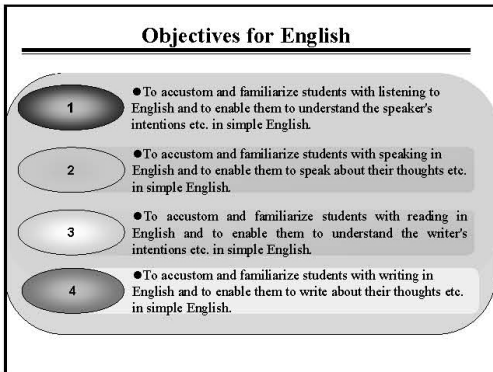 Objectives for English
1
●To accustom and familiarize students with listening to
English and to enable them to understand the speaker's
intentions etc. in simple English.
2
●To accustom and familiarize students with speaking in
English and to enable them to speak about their thoughts etc.
in simple English.
3
●To accustom and familiarize students with reading in
English and to enable them to understand the writer's
intentions etc. in simple English.
4
●To accustom and familiarize students with writing in
English and to enable them to write about their thoughts etc.
in simple English.